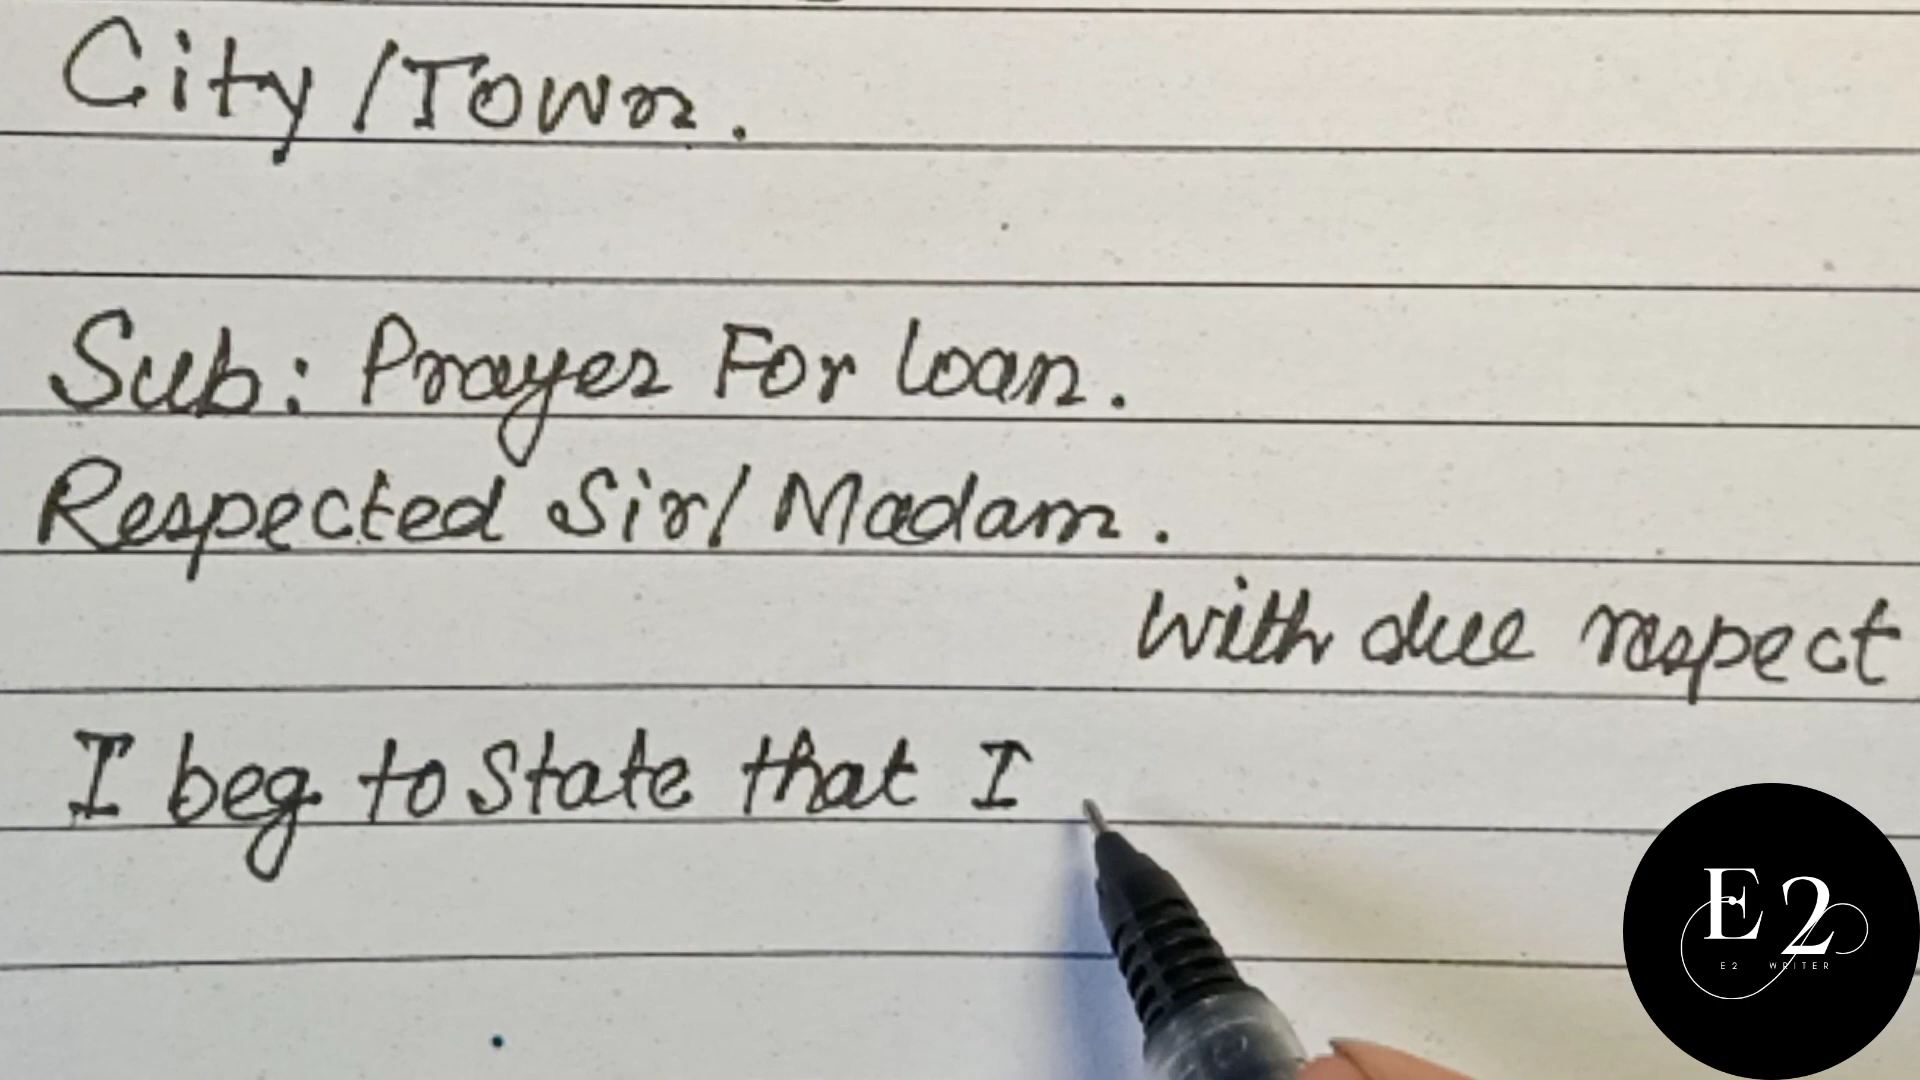 City/Town.
Sub: Prayer For loan.
Respected Sir/Madam.
with due respect
I beg to state that I
E2
E2 WRITER